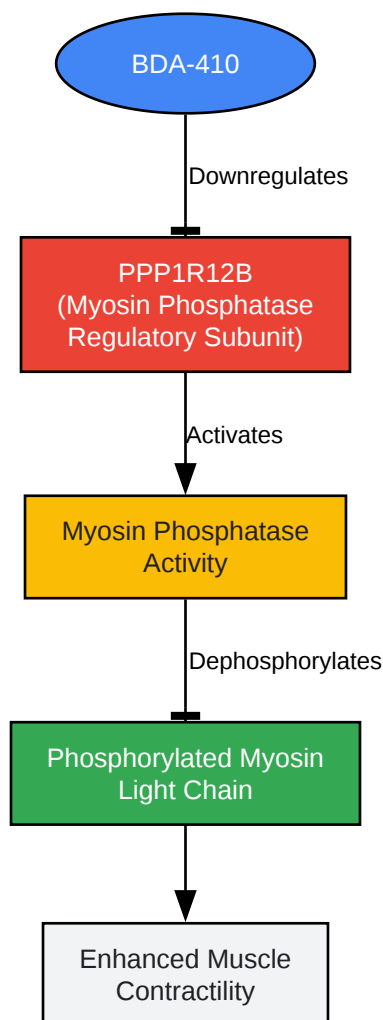 BDA-410
Downregulates
PPP1R12B
(Myosin Phosphatase
Regulatory Subunit)
Activates
Myosin Phosphatase
Activity
Dephosphorylates
Phosphorylated Myosin
Light Chain
Enhanced Muscle
Contractility